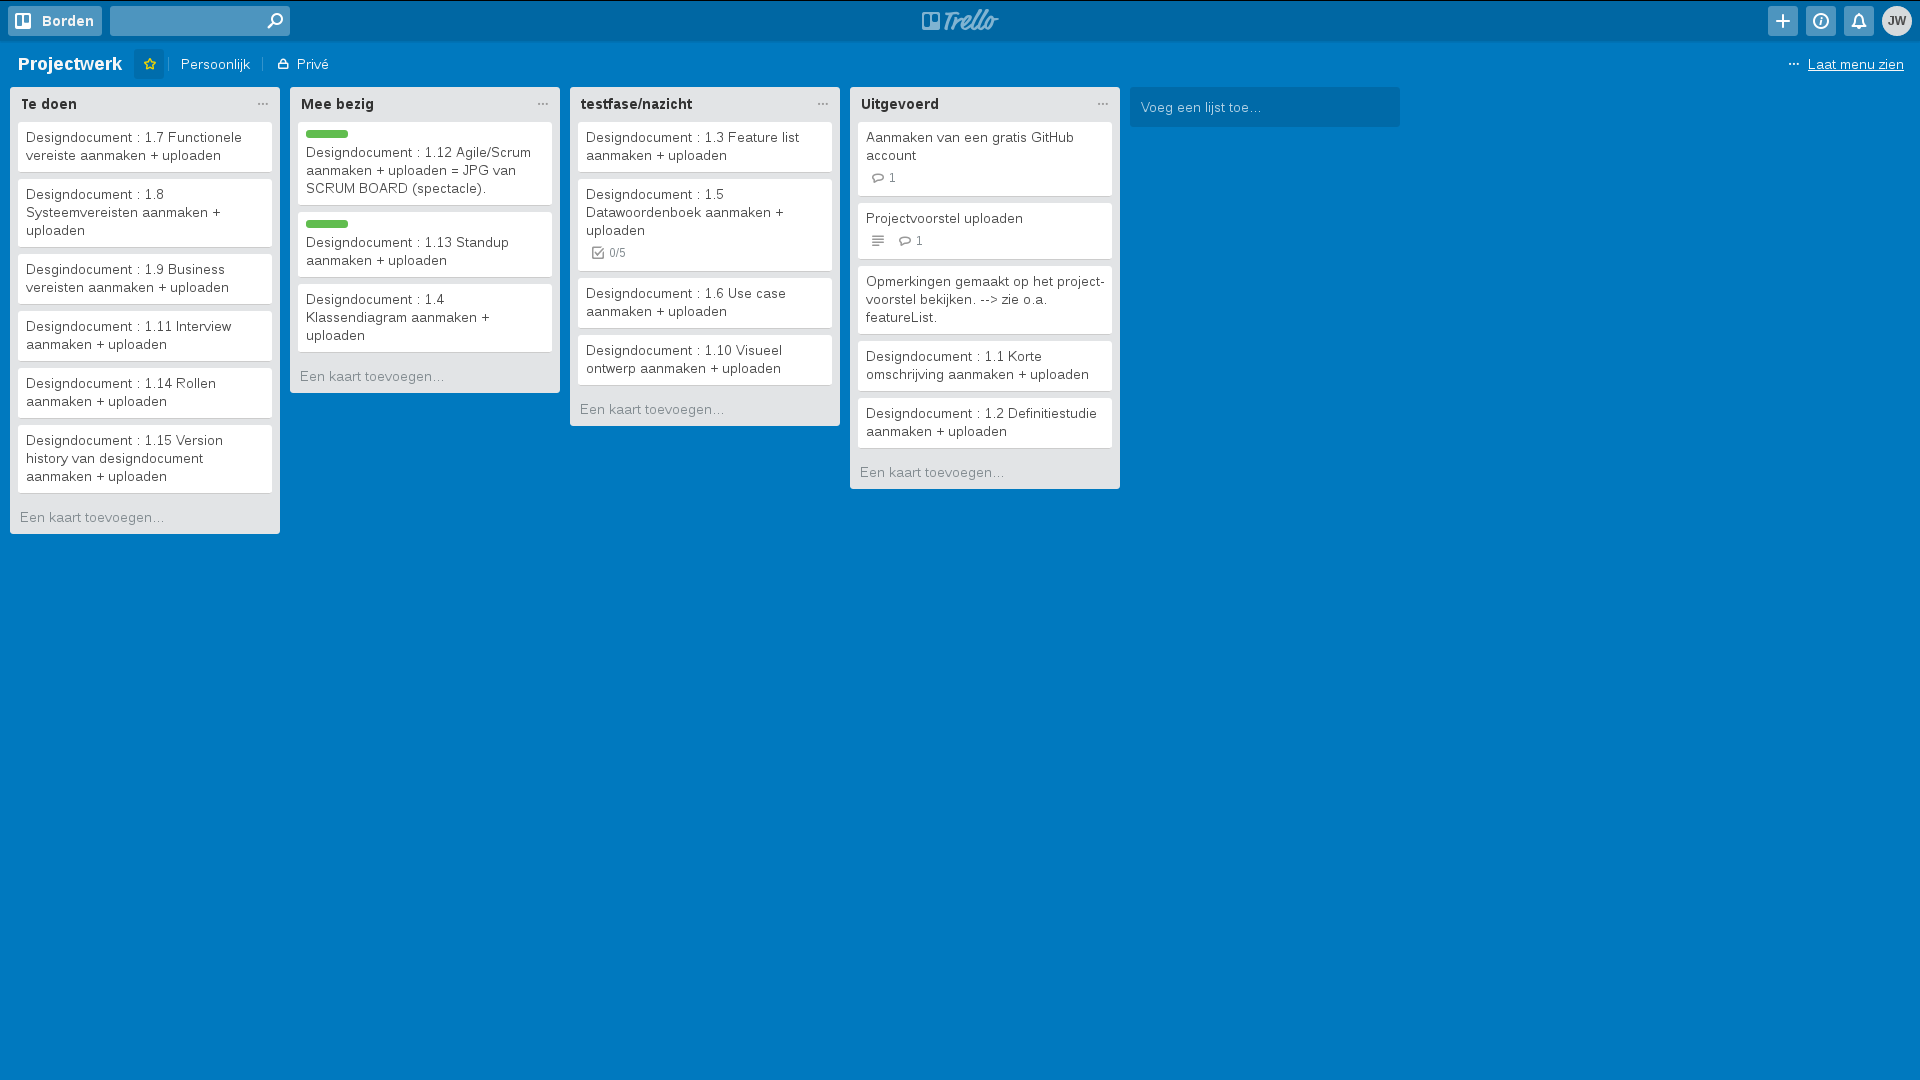 Borden
Trello
JW
Projectwerk
Persoonlijk
Privé
Laat menu zien
Te doen
Designdocument : 1.7 Functionele
vereiste aanmaken + uploaden
Designdocument : 1.8
Systeemvereisten aanmaken +
uploaden
Desgindocument : 1.9 Business
vereisten aanmaken + uploaden
Designdocument : 1.11 Interview
aanmaken + uploaden
Designdocument : 1.14 Rollen
aanmaken + uploaden
Designdocument : 1.15 Version
history van designdocument
aanmaken + uploaden
Een kaart toevoegen...
Mee bezig
Designdocument : 1.12 Agile/Scrum
aanmaken + uploaden = JPG van
SCRUM BOARD (spectacle).
Designdocument : 1.13 Standup
aanmaken + uploaden
Designdocument : 1.4
Klassendiagram aanmaken +
uploaden
Een kaart toevoegen...
testfase/nazicht
Designdocument : 1.3 Feature list
aanmaken + uploaden
Designdocument : 1.5
Datawoordenboek aanmaken +
uploaden
0/5
Designdocument : 1.6 Use case
aanmaken + uploaden
Designdocument : 1.10 Visueel
ontwerp aanmaken + uploaden
Een kaart toevoegen...
Uitgevoerd
Aanmaken van een gratis GitHub
account
1
Projectvoorstel uploaden
1
Opmerkingen gemaakt op het project-
voorstel bekijken. --> zie o.a.
featureList.
Designdocument : 1.1 Korte
omschrijving aanmaken + uploaden
Designdocument : 1.2 Definitiestudie
aanmaken + uploaden
Een kaart toevoegen...
Voeg een lijst toe...